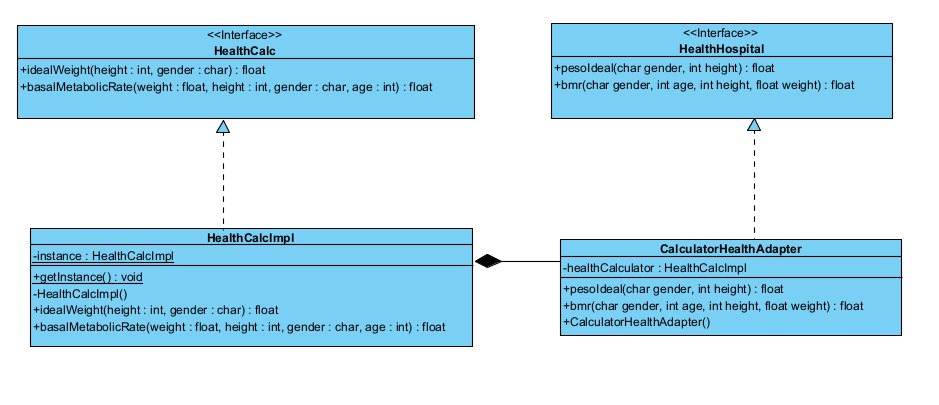 <<Interface>>
HealthCalc
+idealWeight(height : int, gender : char) : float
+basalMetabolicRate(weight : float, height : int, gender : char, age : int) : float
<<Interface>>
HealthHospital
+pesoIdeal(char gender, int height) : float
+bmr(char gender, int age, int height, float weight) : float
HealthCalcImpl
-instance : HealthCalcImpl
+getInstance() : void
-HealthCalcImpl()
+idealWeight(height : int, gender : char) : float
+basalMetabolicRate(weight : float, height : int, gender : char, age : int) : float
CalculatorHealthAdapter
-healthCalculator : HealthCalcImpl
+pesoIdeal(char gender, int height) : float
+bmr(char gender, int age, int height, float weight) : float
+CalculatorHealthAdapter()